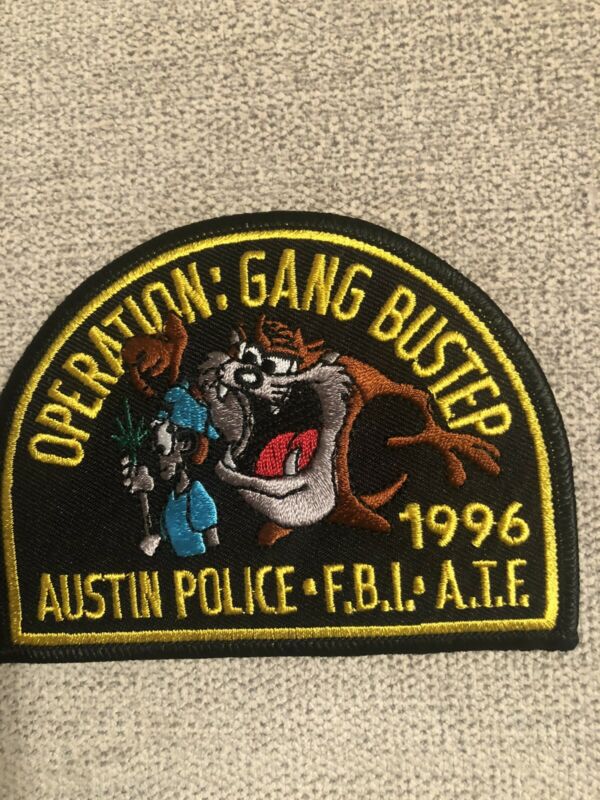 OPERATION: GANG BUSTEP
1996
AUSTIN POLICE • F.B.I. • A.T.F.